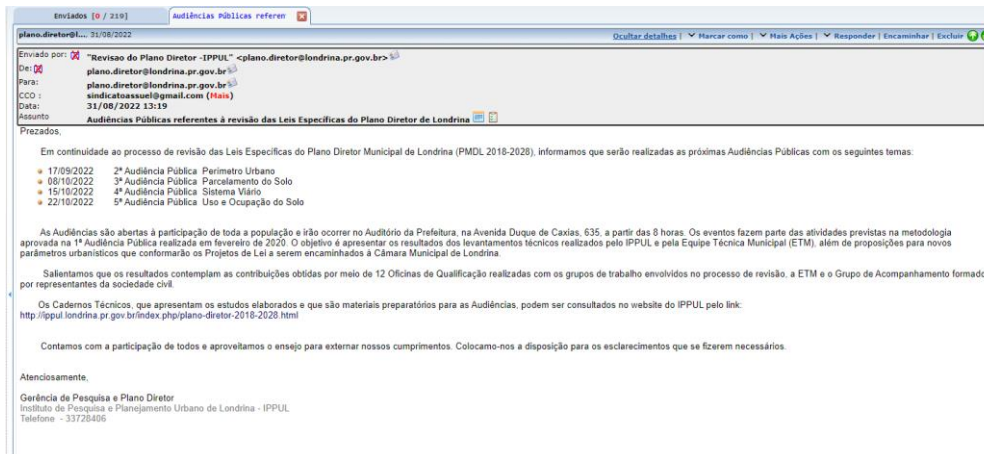 Enviados [0 / 219]
Audiências Públicas referen
plano.diretor@l... 31/08/2022
Ocultar detalhes | Marcar como | Mais Ações | Responder | Encaminhar | Excluir
Enviado por: "Revisao do Plano Diretor -IPPUL" <plano.diretor@londrina.pr.gov.br>
De: plano.diretor@londrina.pr.gov.br
Para: plano.diretor@londrina.pr.gov.br
CCO : sindicatoassuel@gmail.com (Mais)
Data: 31/08/2022 13:19
Assunto Audiências Públicas referentes à revisão das Leis Específicas do Plano Diretor de Londrina
Prezados,
Em continuidade ao processo de revisão das Leis Específicas do Plano Diretor Municipal de Londrina (PMDL 2018-2028), informamos que serão realizadas as próximas Audiências Públicas com os seguintes temas:
17/09/2022 2ª Audiência Pública Perímetro Urbano
08/10/2022 3ª Audiência Pública Parcelamento do Solo
15/10/2022 4ª Audiência Pública Sistema Viário
22/10/2022 5ª Audiência Pública Uso e Ocupação do Solo
As Audiências são abertas à participação de toda a população e irão ocorrer no Auditório da Prefeitura, na Avenida Duque de Caxias, 635, a partir das 8 horas. Os eventos fazem parte das atividades previstas na metodologia
aprovada na 1ª Audiência Pública realizada em fevereiro de 2020. O objetivo é apresentar os resultados dos levantamentos técnicos realizados pelo IPPUL e pela Equipe Técnica Municipal (ETM), além de proposições para novos
parâmetros urbanísticos que conformarão os Projetos de Lei a serem encaminhados à Câmara Municipal de Londrina.
Salientamos que os resultados contemplam as contribuições obtidas por meio de 12 Oficinas de Qualificação realizadas com os grupos de trabalho envolvidos no processo de revisão, a ETM e o Grupo de Acompanhamento formado
por representantes da sociedade civil.
Os Cadernos Técnicos, que apresentam os estudos elaborados e que são materiais preparatórios para as Audiências, podem ser consultados no website do IPPUL pelo link:
http://ippul.londrina.pr.gov.br/index.php/plano-diretor-2018-2028.html
Contamos com a participação de todos e aproveitamos o ensejo para externar nossos cumprimentos. Colocamo-nos a disposição para os esclarecimentos que se fizerem necessários.
Atenciosamente,
Gerência de Pesquisa e Plano Diretor
Instituto de Pesquisa e Planejamento Urbano de Londrina - IPPUL
Telefone - 33728406